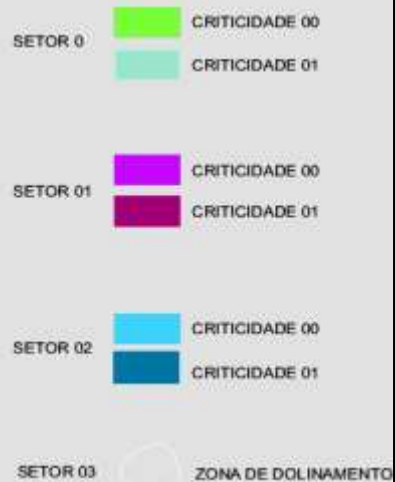 CRITICIDADE 00
SETOR 0
CRITICIDADE 01
CRITICIDADE 00
SETOR 01
CRITICIDADE 01
CRITICIDADE 00
SETOR 02
CRITICIDADE 01
SETOR 03 ZONA DE DOLINAMENTO